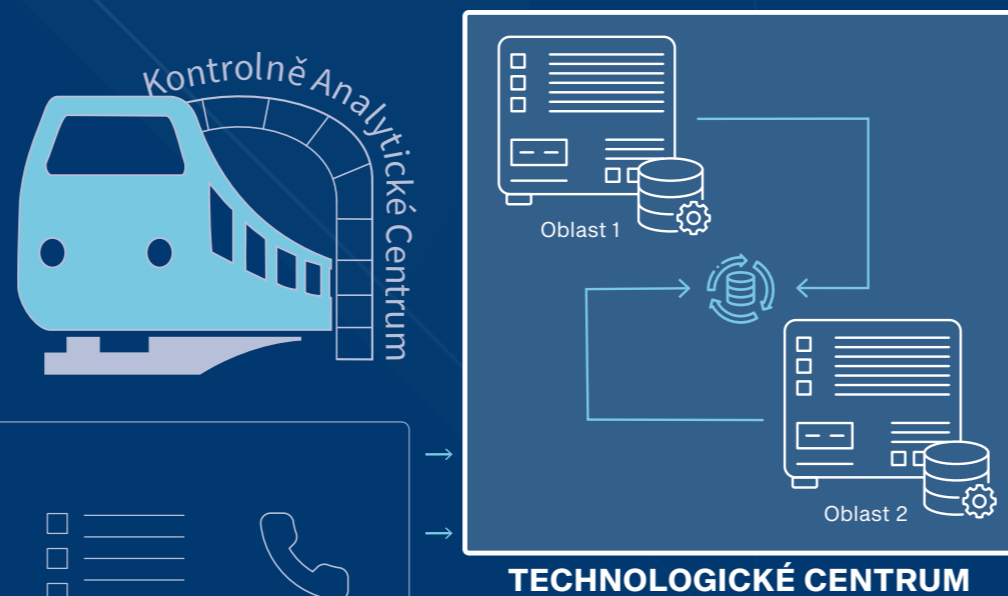 Kontrolně Analytické Centrum
Oblast 1
Oblast 2
TECHNOLOGICKÉ CENTRUM